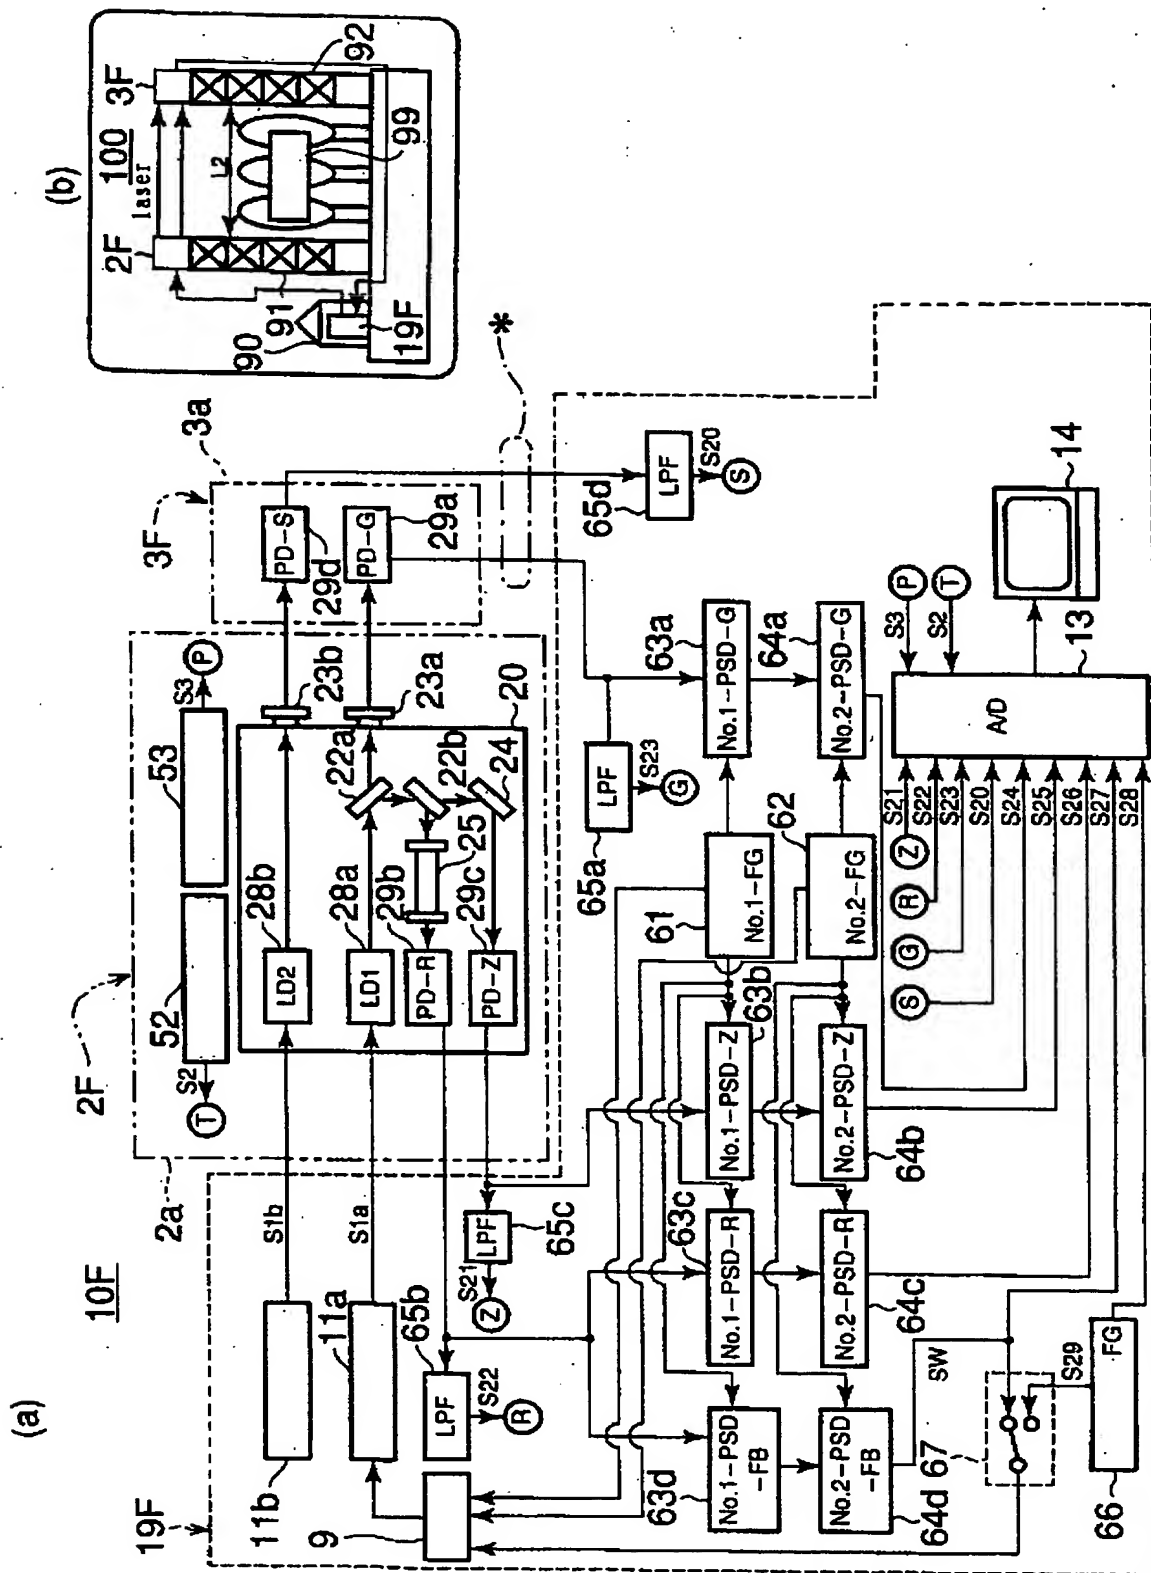 (a)
10F
19F
11b
S1b
11a
S1a
9
65b
LPF
S22
R
65c
LPF
S21
Z
2F
2a
52
S2
T
53
S3
P
28b
LD2
28a
LD1
29b
PD-R
29c
PD-Z
25
22a
22b
24
20
23b
23a
3F
3a
PD-S
29d
PD-G
29a
*
65d
LPF
S20
S
65a
LPF
S23
G
61
No.1-FG
62
No.2-FG
63a
No.1-PSD-G
64a
No.2-PSD-G
63b
No.1-PSD-Z
64b
No.2-PSD-Z
63c
No.1-PSD-R
64c
No.2-PSD-R
63d
No.1-PSD
-FB
64d
No.2-PSD
-FB
SW
67
S29
FG
66
Z
R
G
S
S21
S22
S23
S20
S24
S25
S26
S27
S28
A/D
13
S3
P
S2
T
14
(b)
100
laser
2F
3F
L2
90
91
92
99
19F